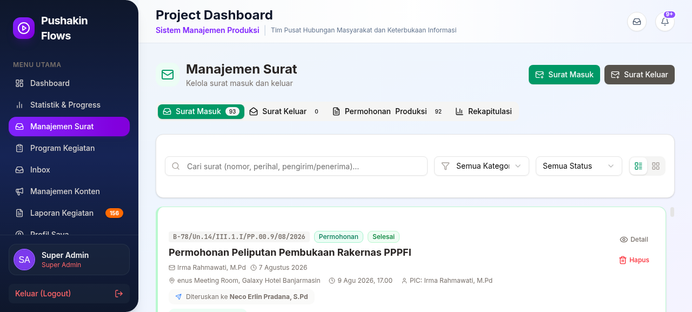 Pushakin
Flows
MENU UTAMA
Dashboard
Statistik & Progress
Manajemen Surat
Program Kegiatan
Inbox
Manajemen Konten
Laporan Kegiatan 156
SA Super Admin
Super Admin
Keluar (Logout)
Project Dashboard
Sistem Manajemen Produksi Tim Pusat Hubungan Masyarakat dan Keterbukaan Informasi
9+
Manajemen Surat
Kelola surat masuk dan keluar
Surat Masuk Surat Keluar
Surat Masuk 93 Surat Keluar 0 Permohonan Produksi 92 Rekapitulasi
Cari surat (nomor, perihal, pengirim/penerima)... Semua Kategor Semua Status
B-78/Un.14/III.1.I/PP.00.9/08/2026 Permohonan Selesai
Permohonan Peliputan Pembukaan Rakernas PPPFI
Irma Rahmawati, M.Pd 7 Agustus 2026
enus Meeting Room, Galaxy Hotel Banjarmasin 9 Agu 2026, 17.00 PIC: Irma Rahmawati, M.Pd
Diteruskan ke Neco Erlin Pradana, S.Pd
Detail
Hapus